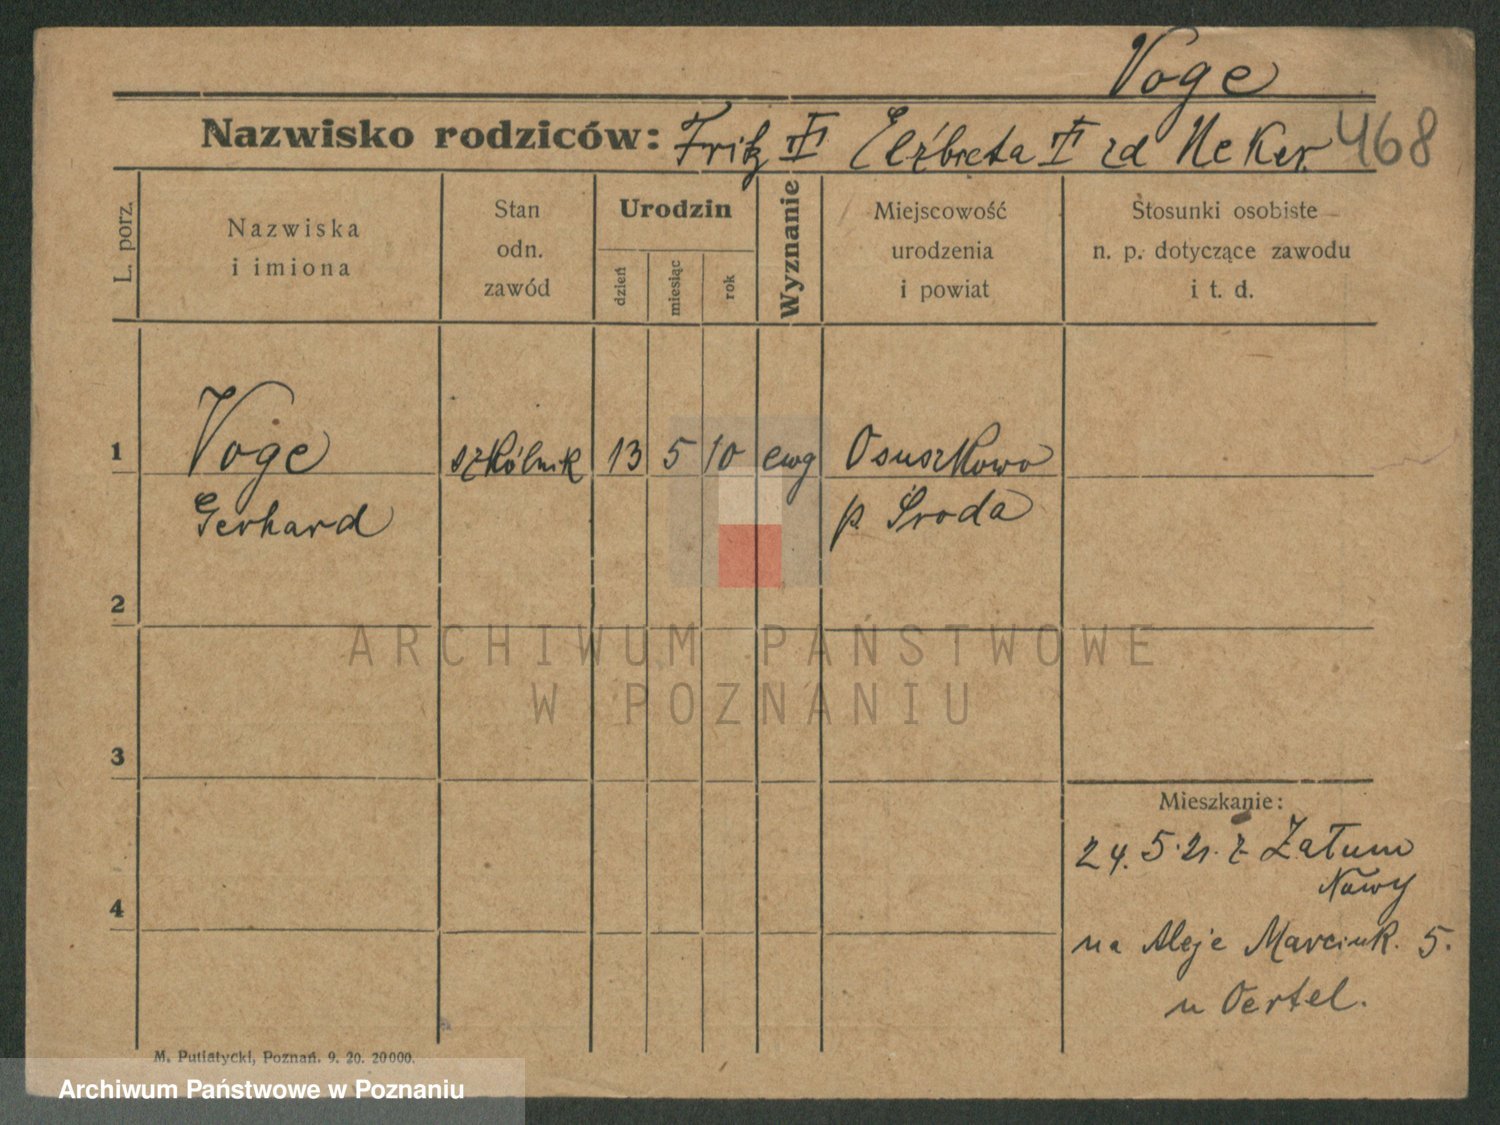 Voge
Nazwisko rodziców: Fritz II Elżbieta II zd Neker. 468
L. porz.
Nazwiska
i imiona
Stan
odn.
zawód
Urodzin
dzień
miesiąc
rok
Wyznanie
Miejscowość
urodzenia
i powiat
Stosunki osobiste
n. p. dotyczące zawodu
i t. d.
1 Voge szkólnik 13 5 10 ewg Osuszkowo
Gerhard p. Środa
2
ARCHIWUM PAŃSTWOWE
W POZNANIU
3
Mieszkanie:
24.5.21. z Zatum
Nowy
4
na Aleje Marcink. 5.
u Oertel.
M. Putiatycki, Poznań. 9. 20. 20000.
Archiwum Państwowe w Poznaniu